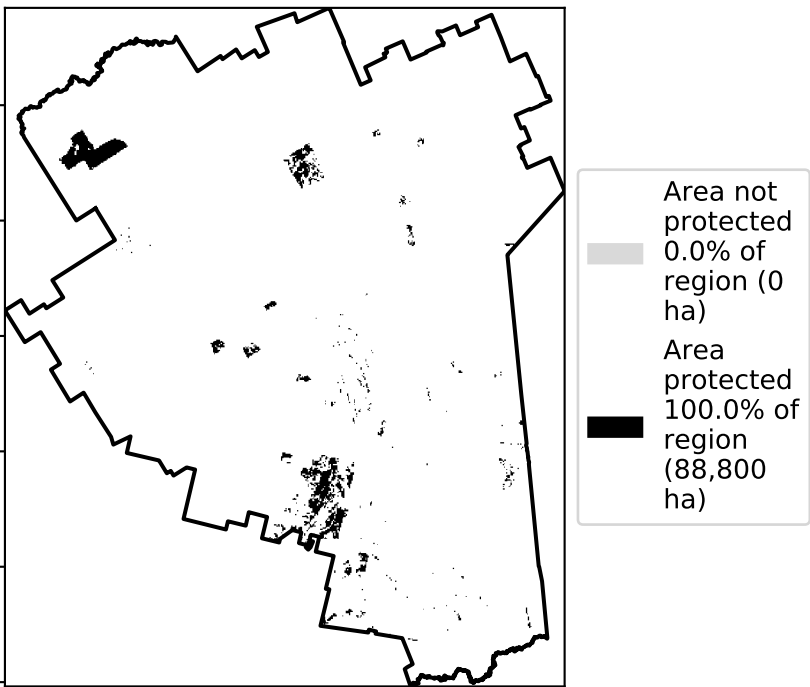 Area not
protected
0.0% of
region (0
ha)
Area
protected
100.0% of
region
(88,800
ha)